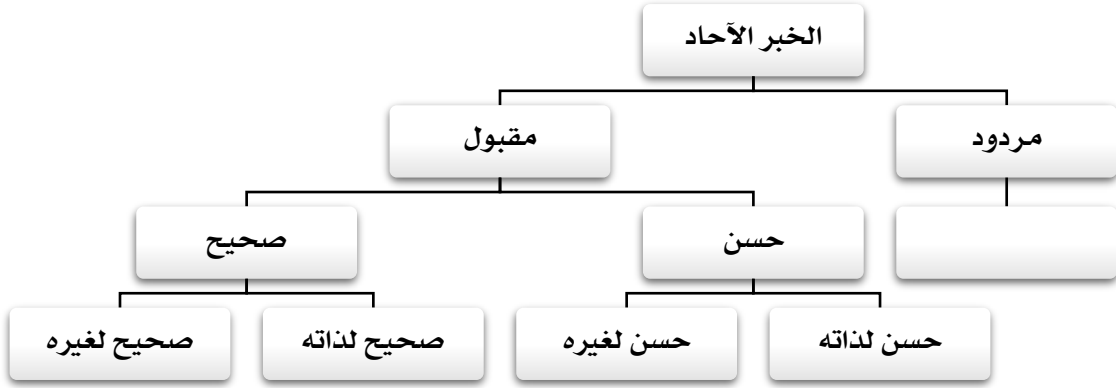 الخبر الآحاد
مردود
مقبول
حسن
صحيح
حسن لذاته
حسن لغيره
صحيح لذاته
صحيح لغيره